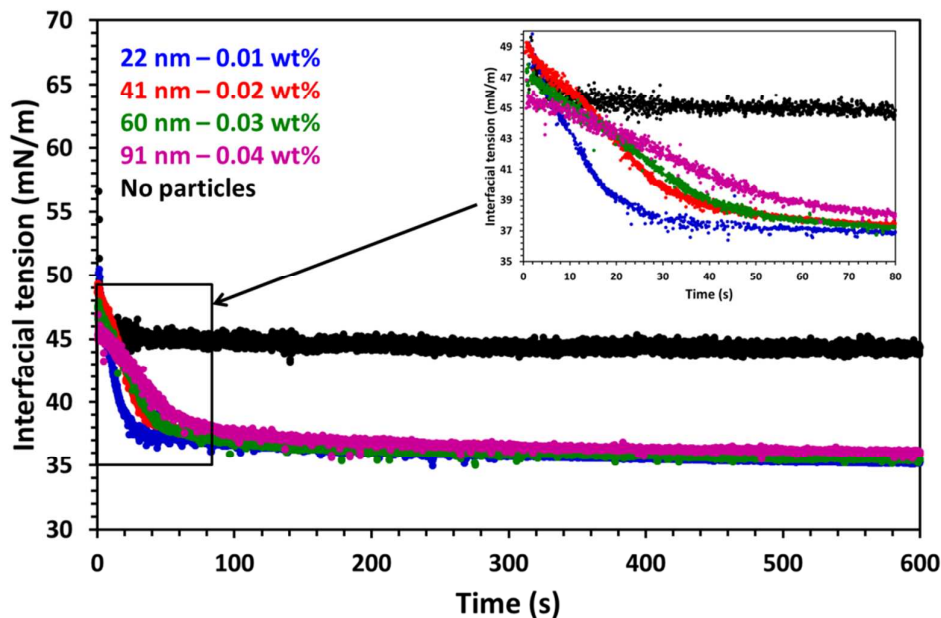 70
65
60
55
50
45
40
35
30
Interfacial tension (mN/m)
22 nm – 0.01 wt%
41 nm – 0.02 wt%
60 nm – 0.03 wt%
91 nm – 0.04 wt%
No particles
49
47
45
43
41
39
37
35
Interfacial tension (mN/m)
0 10 20 30 40 50 60 70 80
Time (s)
0 100 200 300 400 500 600
Time (s)